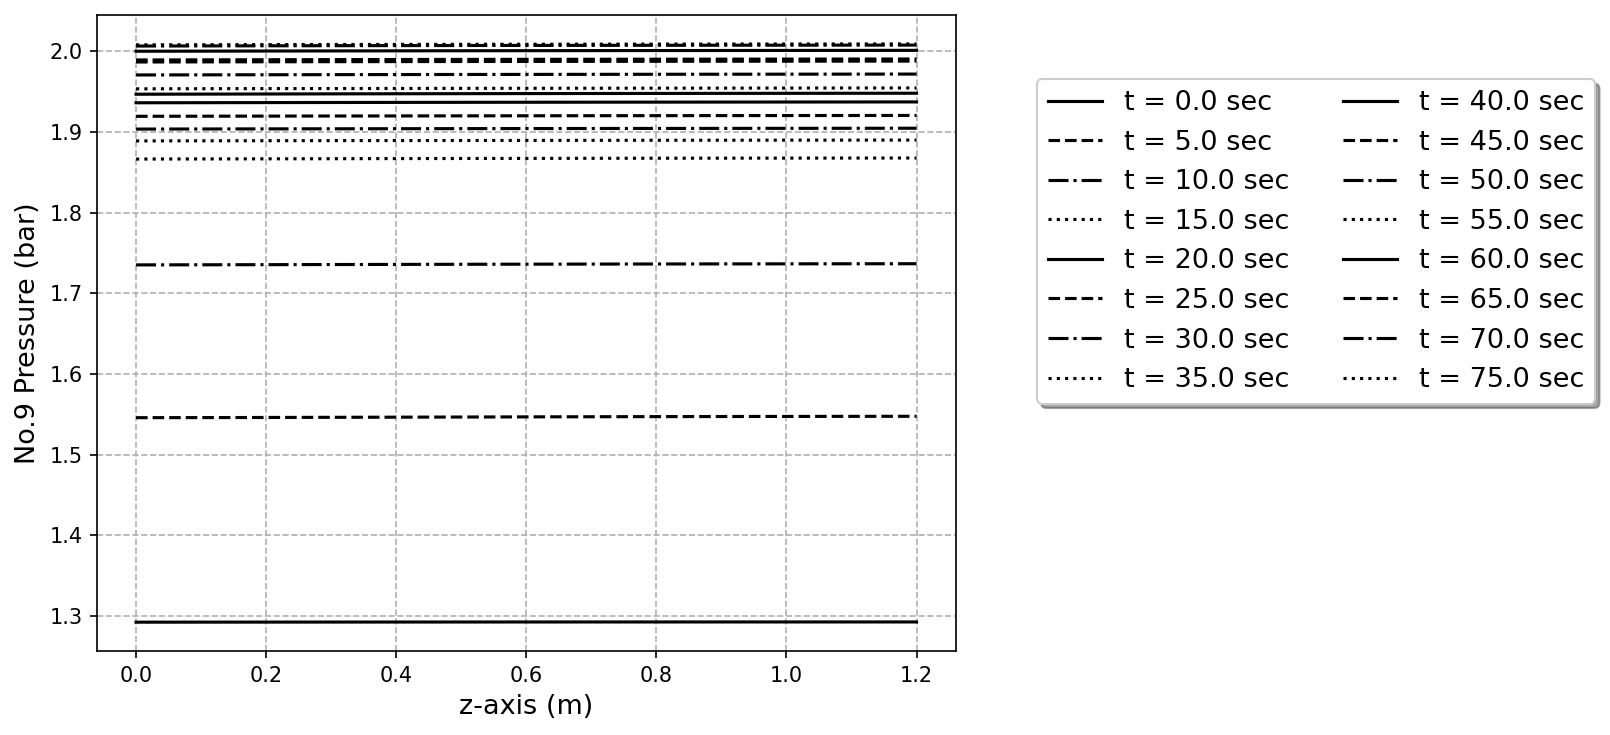 2.0
1.9
1.8
1.7
1.6
1.5
1.4
1.3
No.9 Pressure (bar)
0.0 0.2 0.4 0.6 0.8 1.0 1.2
z-axis (m)
t = 0.0 sec
t = 5.0 sec
t = 10.0 sec
t = 15.0 sec
t = 20.0 sec
t = 25.0 sec
t = 30.0 sec
t = 35.0 sec
t = 40.0 sec
t = 45.0 sec
t = 50.0 sec
t = 55.0 sec
t = 60.0 sec
t = 65.0 sec
t = 70.0 sec
t = 75.0 sec